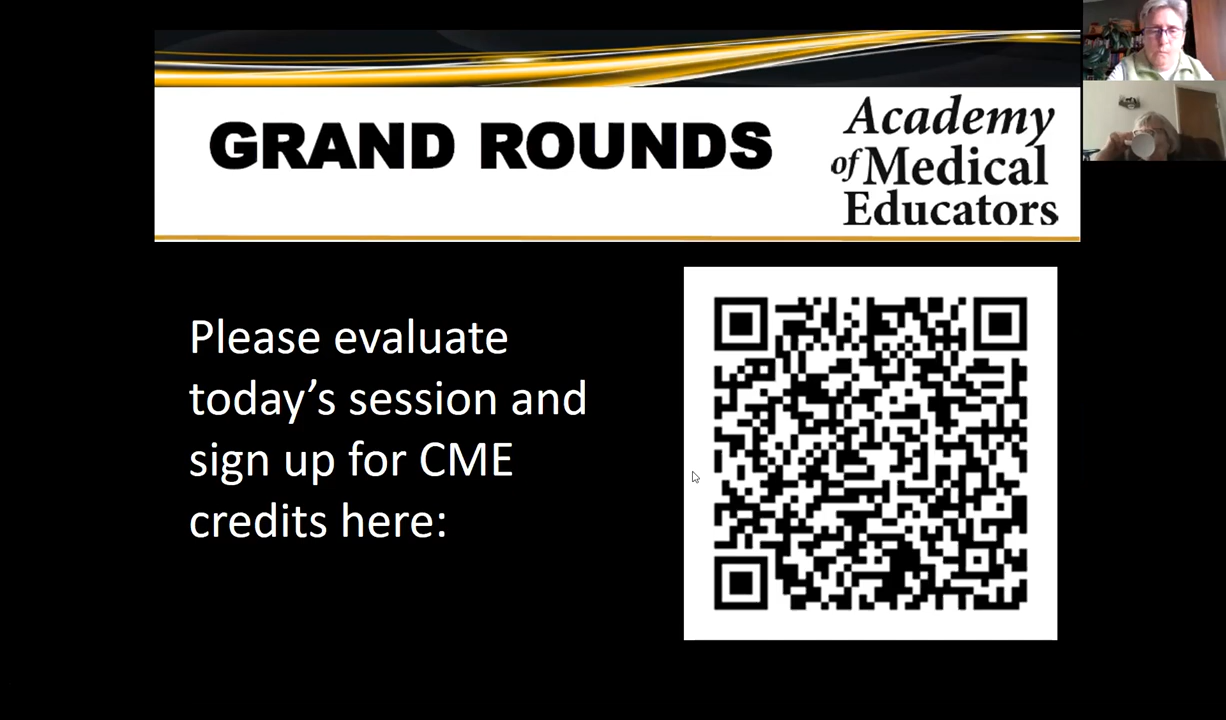 GRAND ROUNDS
Academy
of Medical
Educators
Please evaluate
today’s session and
sign up for CME
credits here: